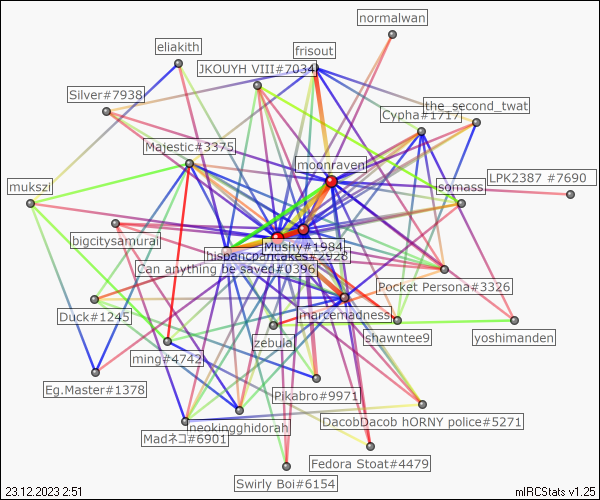 normalwan
eliakith
frisout
JKOUYH VIII#7034
Silver#7938
the_second_twat
Cypha#1717
Majestic#3375
moonraven
LPK2387 #7690
mukszi
somass
bigcitysamurai
Mushy#1984
hispancpancakes#2928
Can anything be saved#0396
Pocket Persona#3326
Duck#1245
marcemadness
zebula
shawntee9
yoshimanden
ming#4742
Eg.Master#1378
Pikabro#9971
DacobDacob hORNY police#5271
neokingghidorah
Madネコ#6901
Fedora Stoat#4479
Swirly Boi#6154
23.12.2023 2:51
mIRCStats v1.25